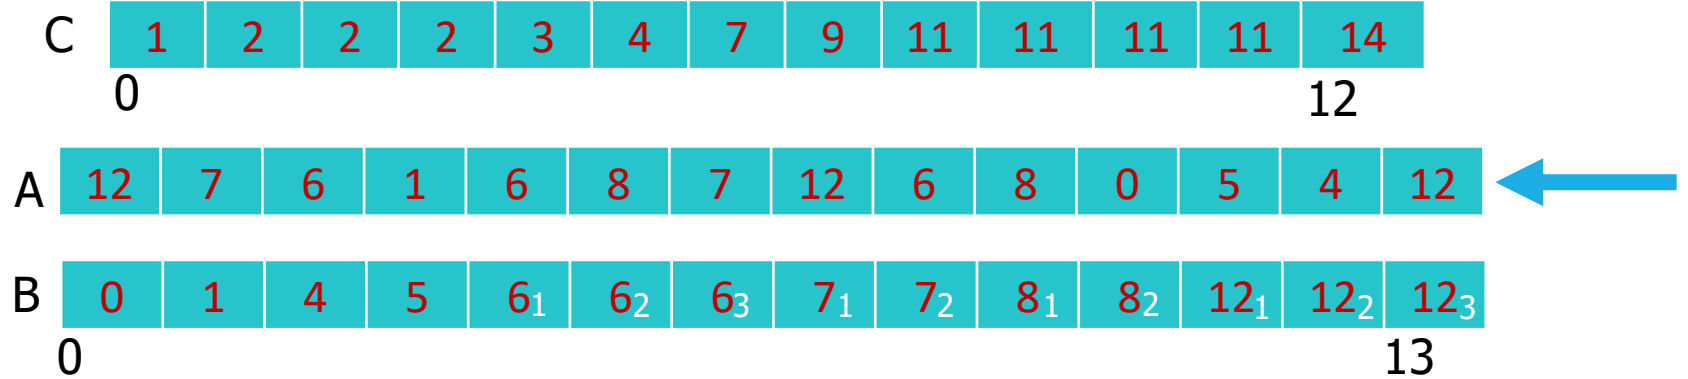 C 1 2 2 2 3 4 7 9 11 11 11 11 14
0 12
A 12 7 6 1 6 8 7 12 6 8 0 5 4 12
B 0 1 4 5 6₁ 6₂ 6₃ 7₁ 7₂ 8₁ 8₂ 12₁ 12₂ 12₃
0 13